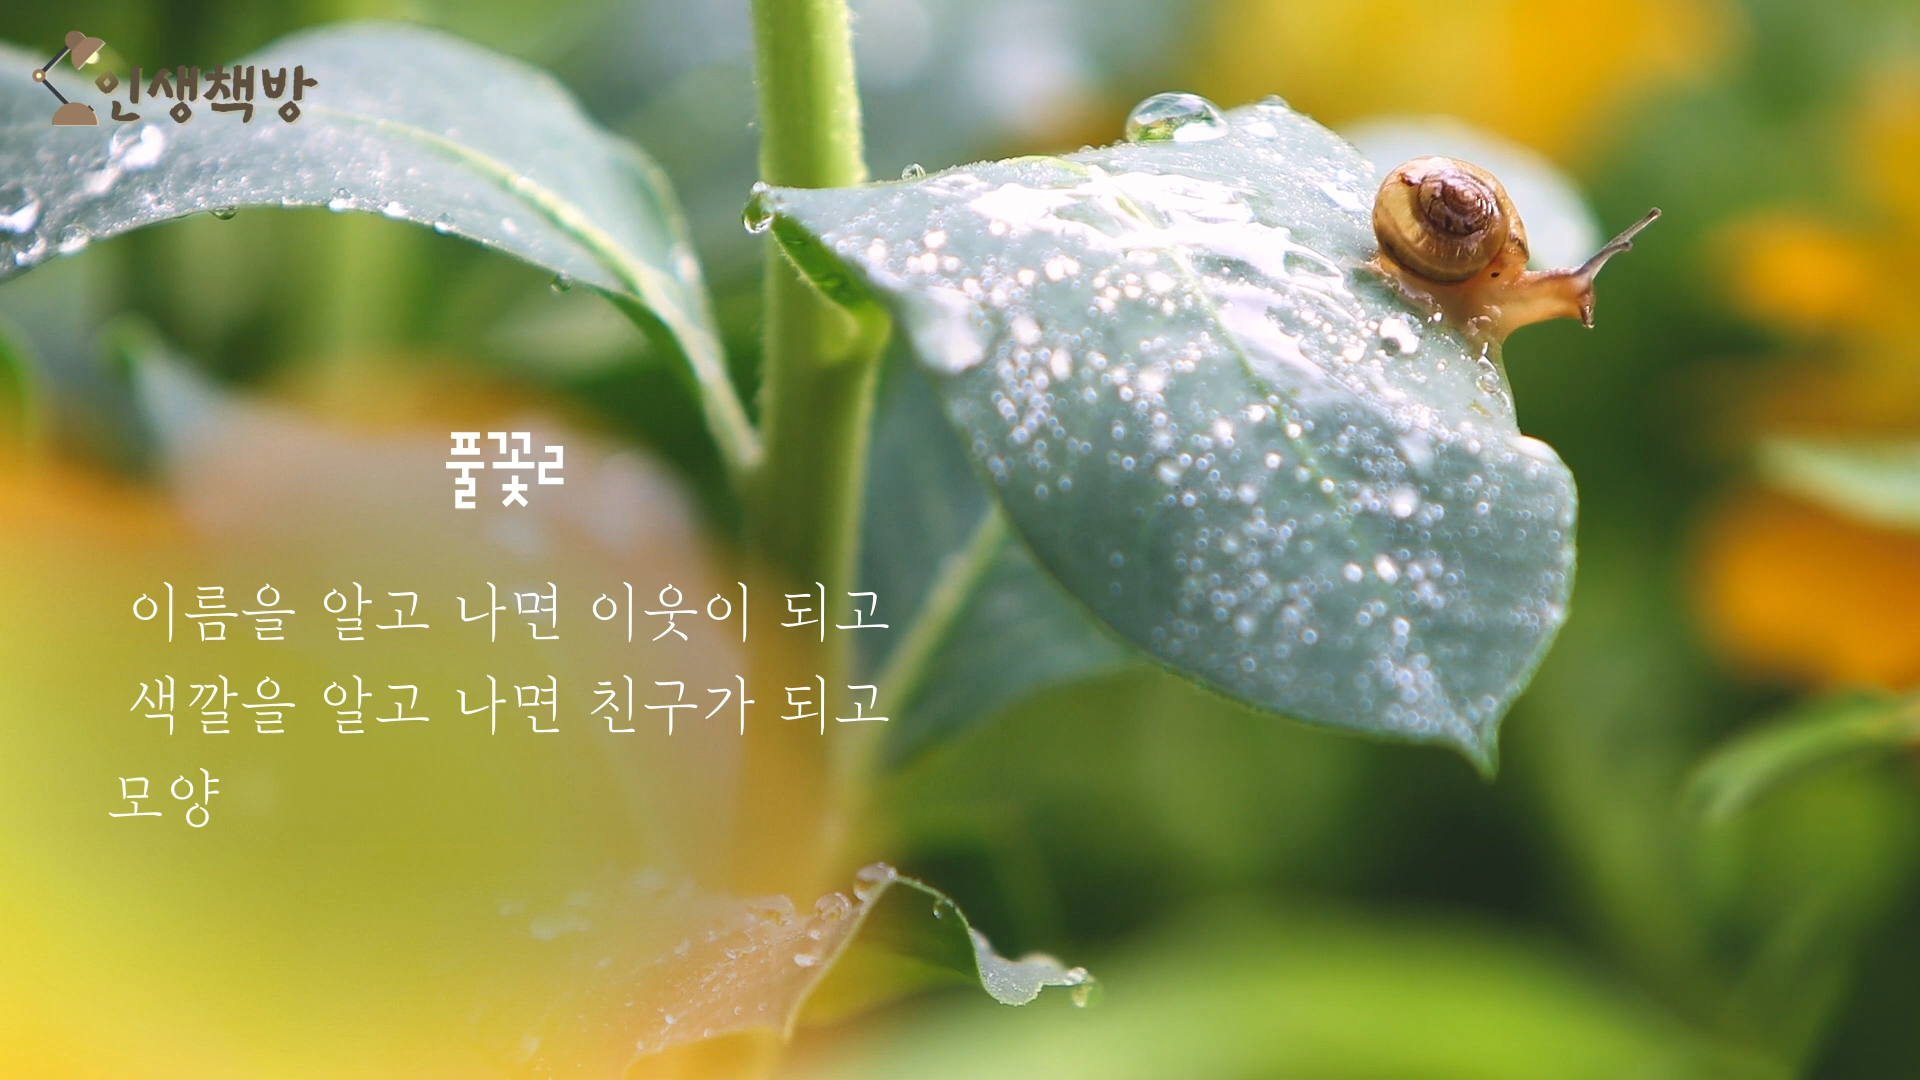 인생책방
풀꽃2
이름을 알고 나면 이웃이 되고
색깔을 알고 나면 친구가 되고
모양